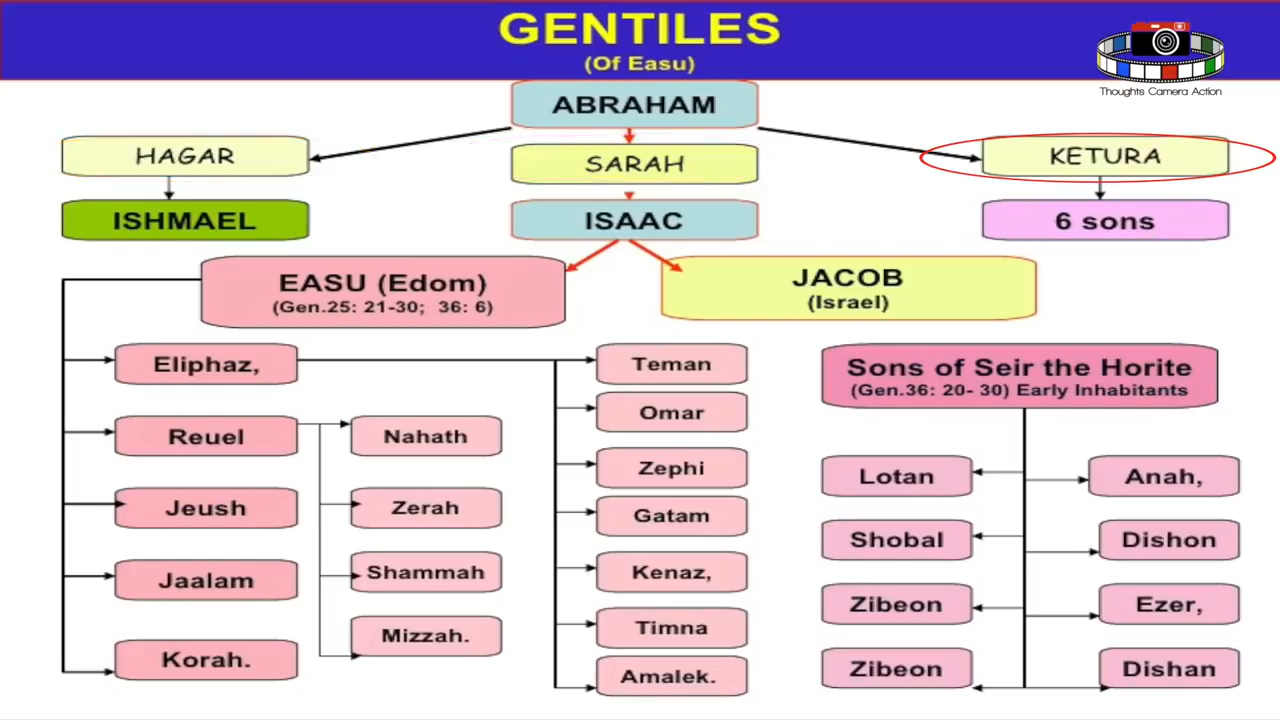 GENTILES
(Of Easu)
Thoughts Camera Action
ABRAHAM
HAGAR
SARAH
KETURA
ISHMAEL
ISAAC
6 sons
EASU (Edom)
(Gen.25: 21-30; 36: 6)
JACOB
(Israel)
Eliphaz,
Reuel
Jeush
Jaalam
Korah.
Nahath
Zerah
Shammah
Mizzah.
Teman
Omar
Zephi
Gatam
Kenaz,
Timna
Amalek.
Sons of Seir the Horite
(Gen.36: 20- 30) Early Inhabitants
Lotan
Shobal
Zibeon
Zibeon
Anah,
Dishon
Ezer,
Dishan